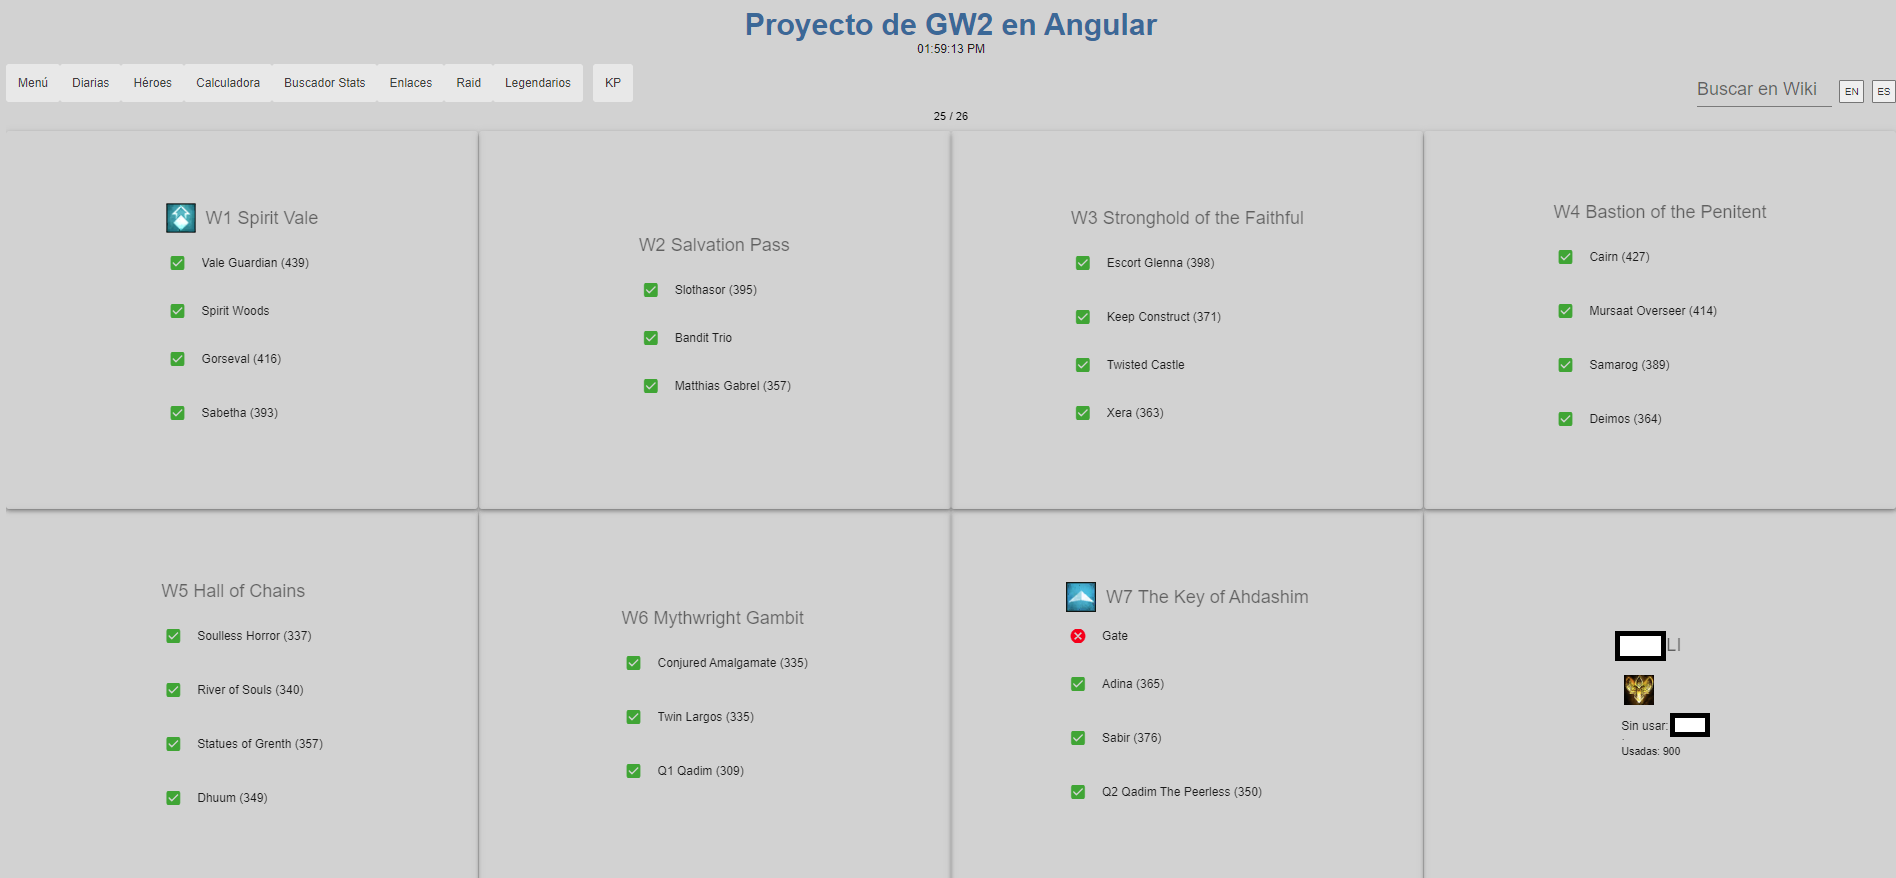 Proyecto de GW2 en Angular
01:59:13 PM
Menú Diarias Héroes Calculadora Buscador Stats Enlaces Raid Legendarios KP
Buscar en Wiki EN ES
25 / 26
W1 Spirit Vale
Vale Guardian (439)
Spirit Woods
Gorseval (416)
Sabetha (393)
W2 Salvation Pass
Slothasor (395)
Bandit Trio
Matthias Gabrel (357)
W3 Stronghold of the Faithful
Escort Glenna (398)
Keep Construct (371)
Twisted Castle
Xera (363)
W4 Bastion of the Penitent
Cairn (427)
Mursaat Overseer (414)
Samarog (389)
Deimos (364)
W5 Hall of Chains
Soulless Horror (337)
River of Souls (340)
Statues of Grenth (357)
Dhuum (349)
W6 Mythwright Gambit
Conjured Amalgamate (335)
Twin Largos (335)
Q1 Qadim (309)
W7 The Key of Ahdashim
Gate
Adina (365)
Sabir (376)
Q2 Qadim The Peerless (350)
LI
Sin usar:
Usadas: 900